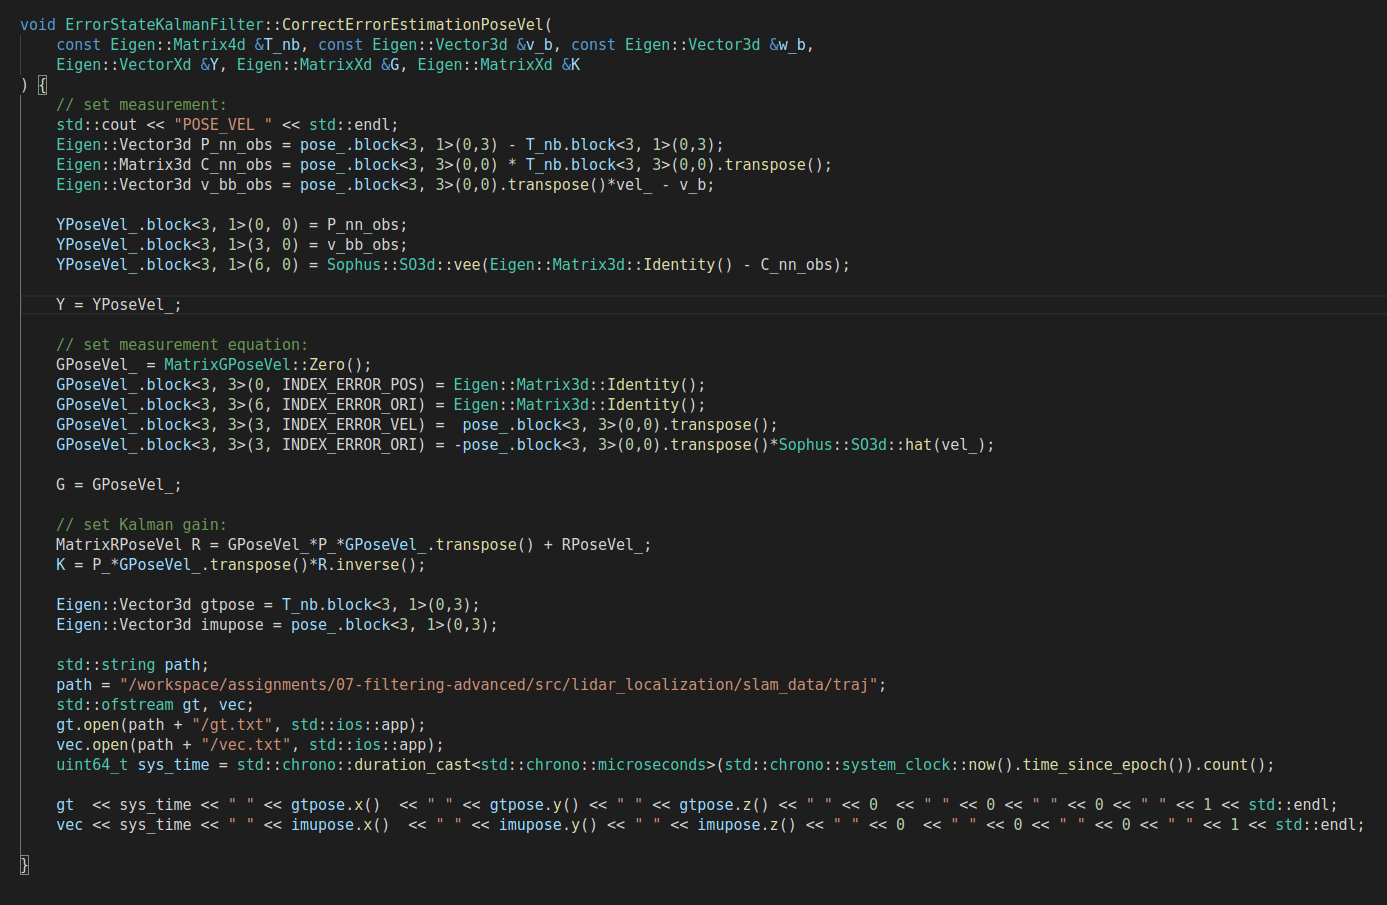 void ErrorStateKalmanFilter::CorrectErrorEstimationPoseVel(
    const Eigen::Matrix4d &T_nb, const Eigen::Vector3d &v_b, const Eigen::Vector3d &w_b,
    Eigen::VectorXd &Y, Eigen::MatrixXd &G, Eigen::MatrixXd &K
) {
    // set measurement:
    std::cout << "POSE_VEL " << std::endl;
    Eigen::Vector3d P_nn_obs = pose_.block<3, 1>(0,3) - T_nb.block<3, 1>(0,3);
    Eigen::Matrix3d C_nn_obs = pose_.block<3, 3>(0,0) * T_nb.block<3, 3>(0,0).transpose();
    Eigen::Vector3d v_bb_obs = pose_.block<3, 3>(0,0).transpose()*vel_ - v_b;

    YPoseVel_.block<3, 1>(0, 0) = P_nn_obs;
    YPoseVel_.block<3, 1>(3, 0) = v_bb_obs;
    YPoseVel_.block<3, 1>(6, 0) = Sophus::SO3d::vee(Eigen::Matrix3d::Identity() - C_nn_obs);

    Y = YPoseVel_;

    // set measurement equation:
    GPoseVel_ = MatrixGPoseVel::Zero();
    GPoseVel_.block<3, 3>(0, INDEX_ERROR_POS) = Eigen::Matrix3d::Identity();
    GPoseVel_.block<3, 3>(6, INDEX_ERROR_ORI) = Eigen::Matrix3d::Identity();
    GPoseVel_.block<3, 3>(3, INDEX_ERROR_VEL) =  pose_.block<3, 3>(0,0).transpose();
    GPoseVel_.block<3, 3>(3, INDEX_ERROR_ORI) = -pose_.block<3, 3>(0,0).transpose()*Sophus::SO3d::hat(vel_);

    G = GPoseVel_;

    // set Kalman gain:
    MatrixRPoseVel R = GPoseVel_*P_*GPoseVel_.transpose() + RPoseVel_;
    K = P_*GPoseVel_.transpose()*R.inverse();

    Eigen::Vector3d gtpose = T_nb.block<3, 1>(0,3);
    Eigen::Vector3d imupose = pose_.block<3, 1>(0,3);

    std::string path;
    path = "/workspace/assignments/07-filtering-advanced/src/lidar_localization/slam_data/traj";
    std::ofstream gt, vec;
    gt.open(path + "/gt.txt", std::ios::app);
    vec.open(path + "/vec.txt", std::ios::app);
    uint64_t sys_time = std::chrono::duration_cast<std::chrono::microseconds>(std::chrono::system_clock::now().time_since_epoch()).count();

    gt  << sys_time << " " << gtpose.x()  << " " << gtpose.y() << " " << gtpose.z() << " " << 0  << " " << 0 << " " << 0 << " " << 1 << std::endl;
    vec << sys_time << " " << imupose.x()  << " " << imupose.y() << " " << imupose.z() << " " << 0  << " " << 0 << " " << 0 << " " << 1 << std::endl;

}